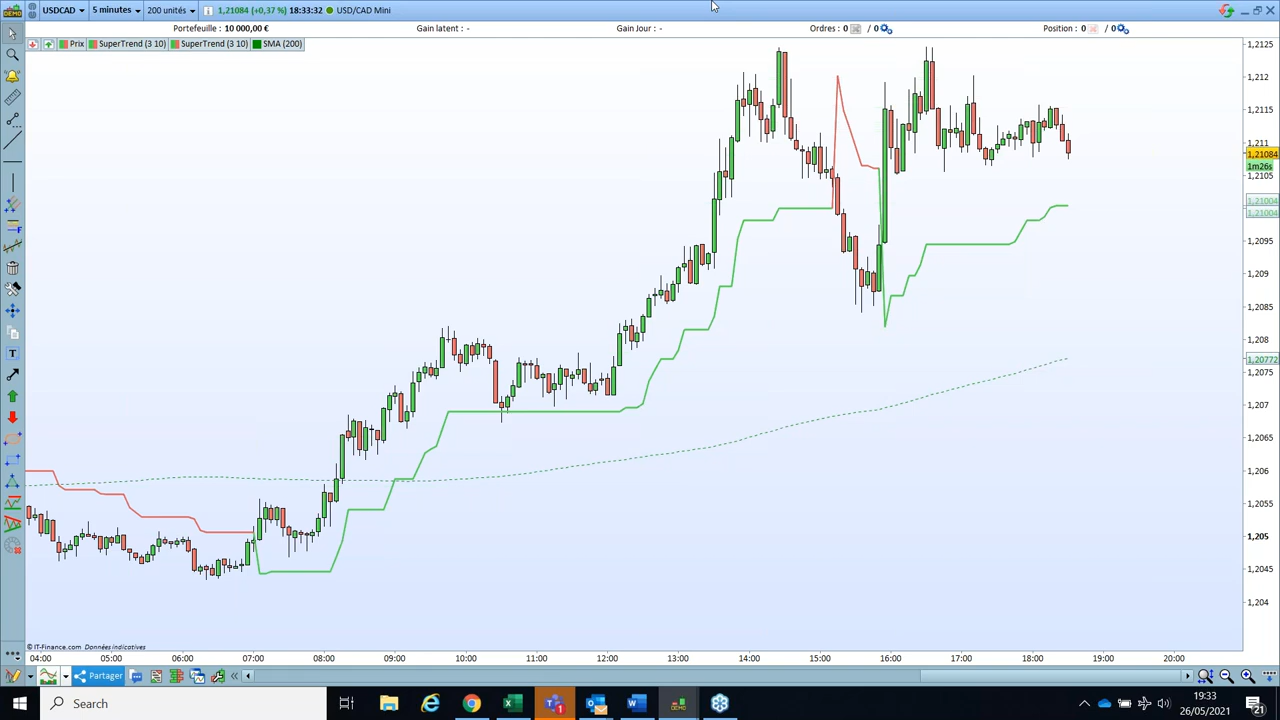 DEMO
USDCAD
5 minutes
200 unités
1,21084 (+0,37 %)
18:33:32
USD/CAD Mini
Portefeuille : 10 000,00 €
Gain latent : -
Gain Jour : -
Ordres : 0
/ 0
Position : 0
/ 0
Prix
SuperTrend (3 10)
SuperTrend (3 10)
SMA (200)
1,2125
1,212
1,2115
1,211
1,21084
1m26s
1,2105
1,21004
1,21004
1,2095
1,209
1,2085
1,208
1,20772
1,2075
1,207
1,2065
1,206
1,2055
1,205
1,2045
1,204
© IT-Finance.com Données indicatives
04:00 05:00 06:00 07:00 08:00 09:00 10:00 11:00 12:00 13:00 14:00 15:00 16:00 17:00 18:00 19:00 20:00
Partager
Search
DEMO
19:33
26/05/2021
21